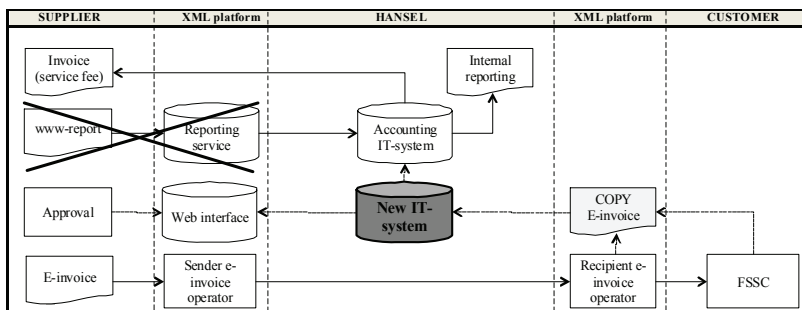 SUPPLIER XML platform HANSEL XML platform CUSTOMER
Invoice
(service fee)
Internal
reporting
www-report
Reporting
service
Accounting
IT-system
Approval
Web interface
New IT-
system
COPY
E-invoice
E-invoice
Sender e-
invoice
operator
Recipient e-
invoice
operator
FSSC